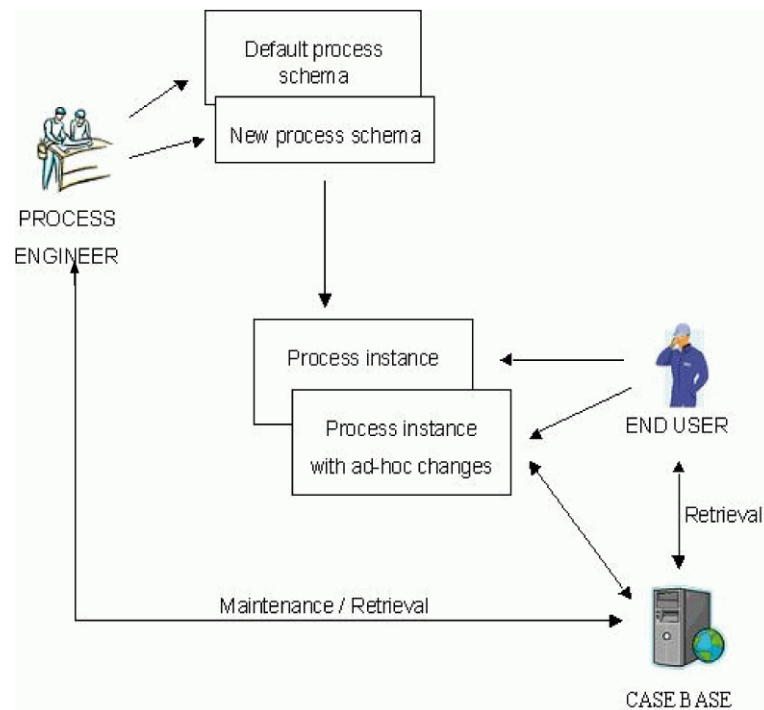 Default process
schema
New process schema
PROCESS
ENGINEER
Process instance
Process instance
with ad-hoc changes
END USER
Retrieval
Maintenance / Retrieval
CASE BASE